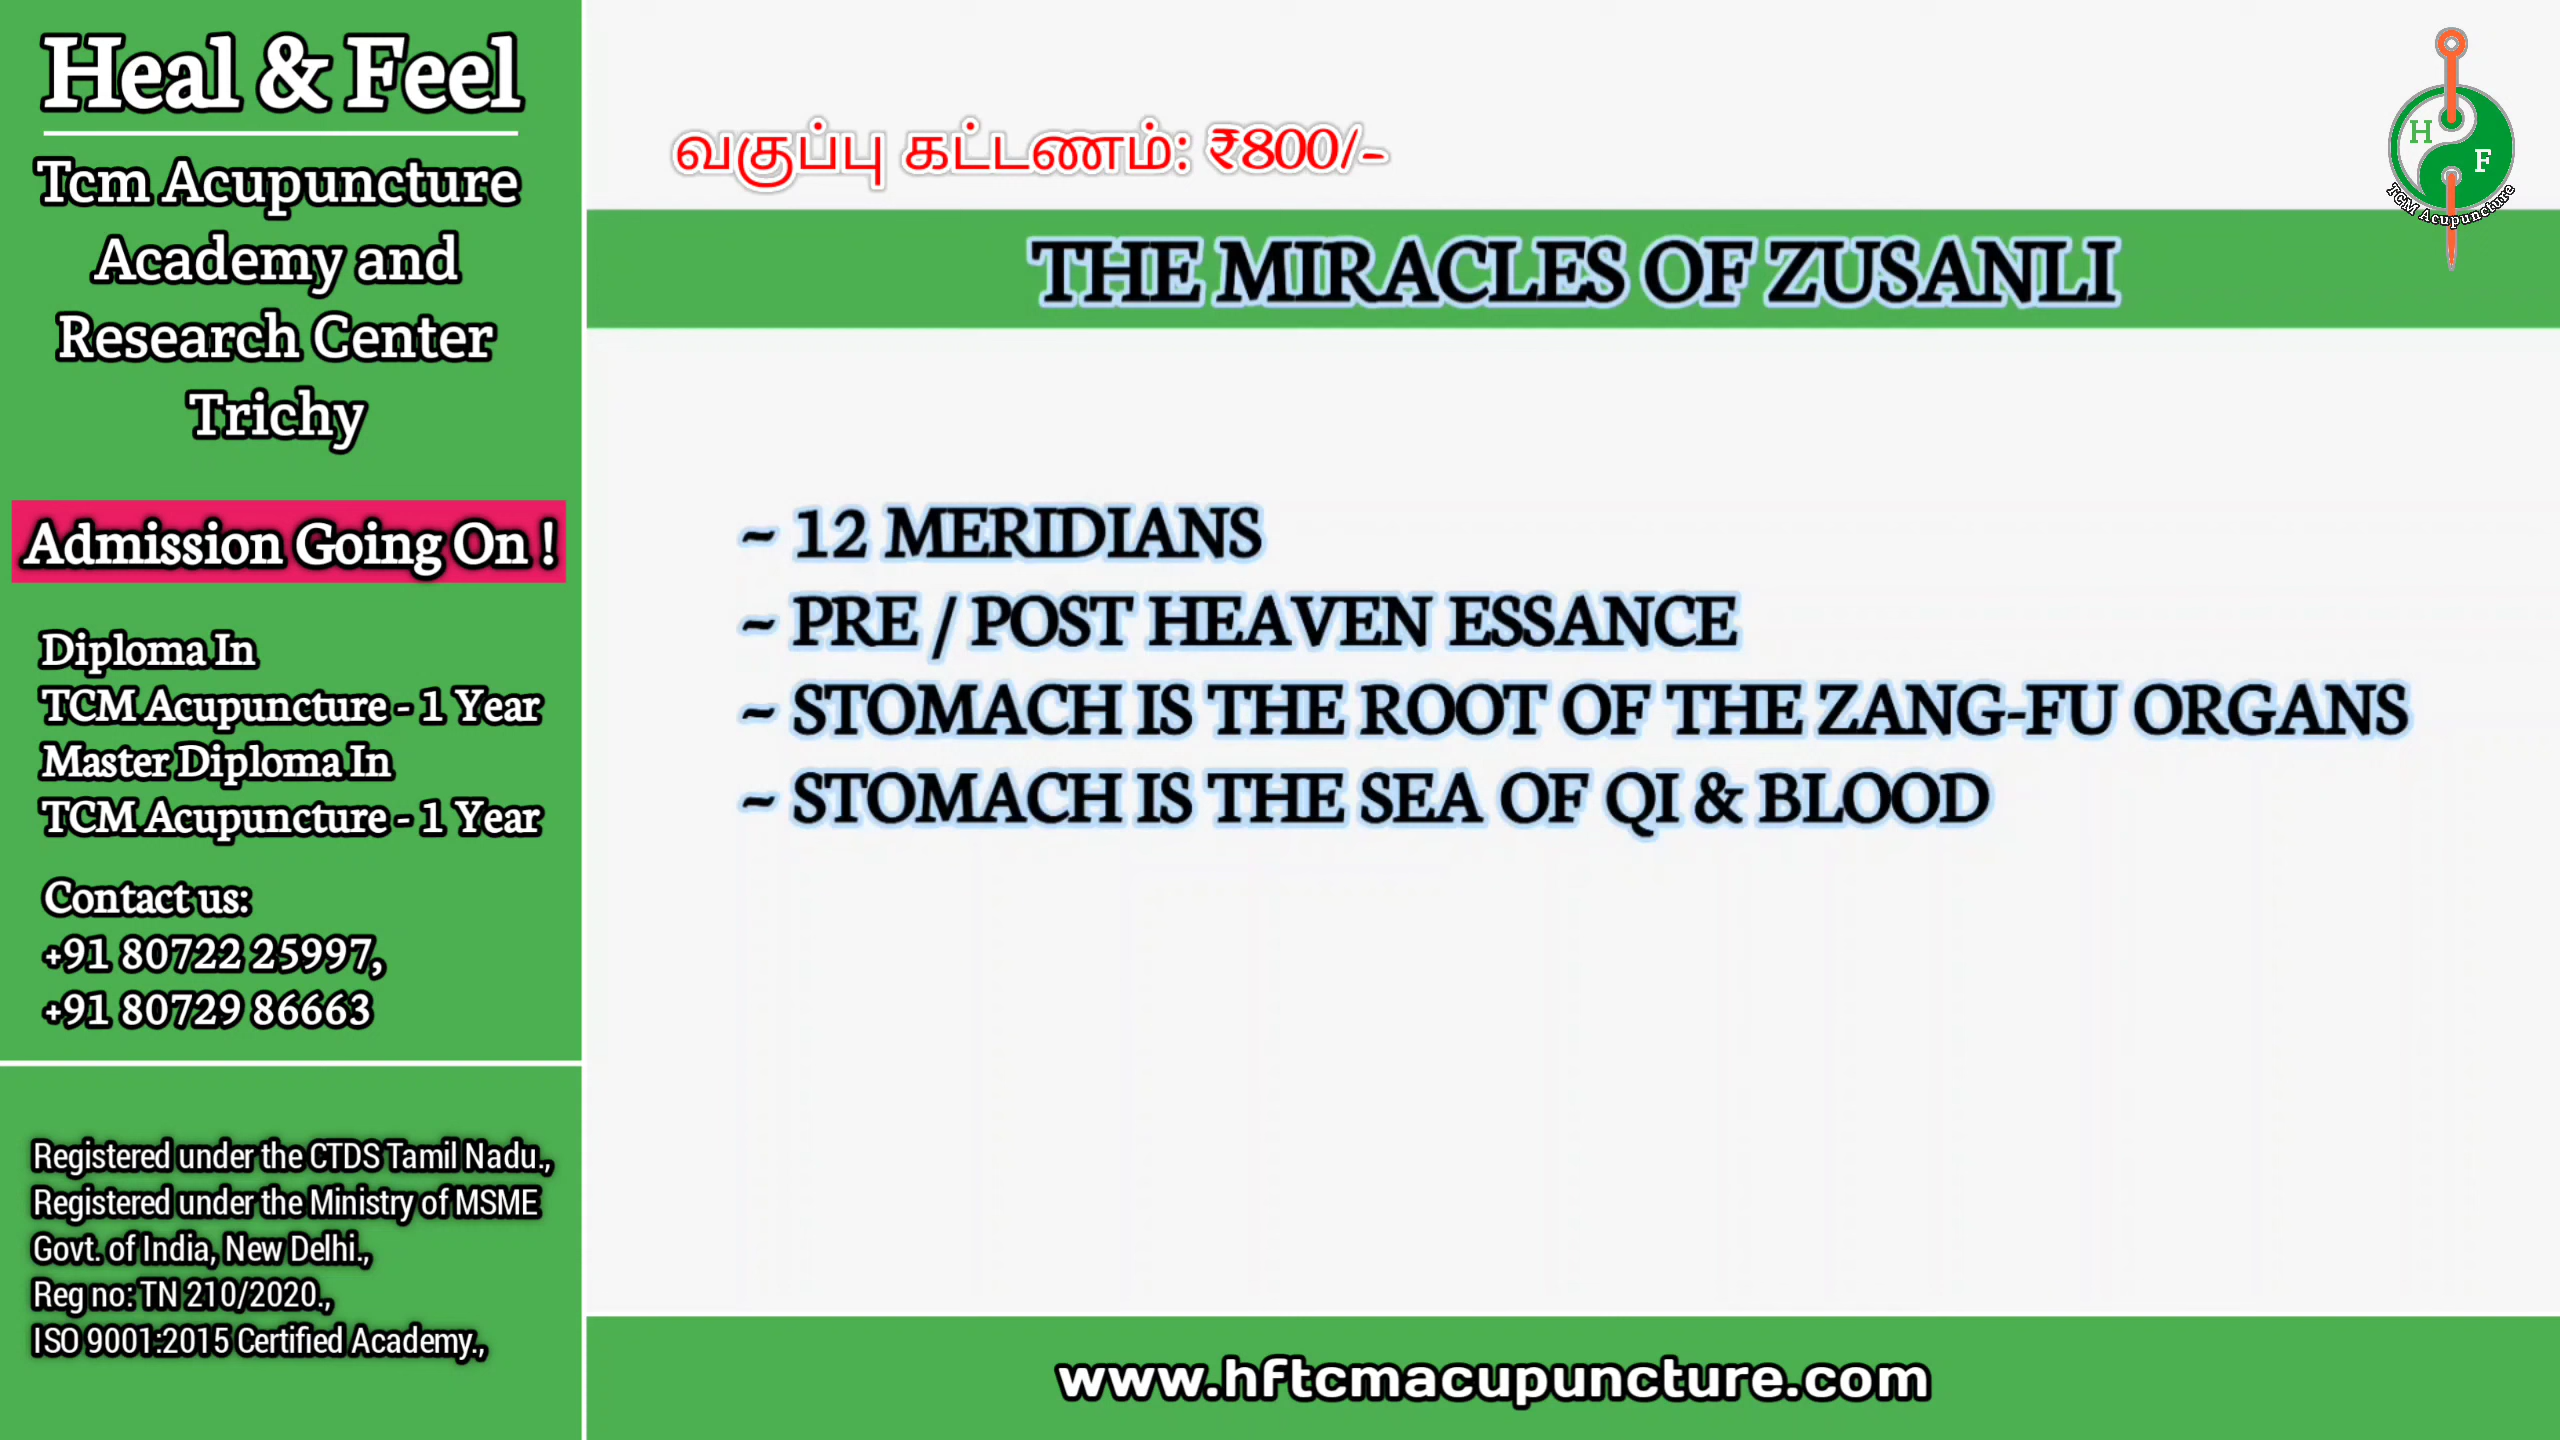 Heal & Feel
Tcm Acupuncture
Academy and
Research Center
Trichy
Admission Going On !
Diploma In
TCM Acupuncture - 1 Year
Master Diploma In
TCM Acupuncture - 1 Year
Contact us:
+91 80722 25997,
+91 80729 86663
Registered under the CTDS Tamil Nadu.,
Registered under the Ministry of MSME
Govt. of India, New Delhi.,
Reg no: TN 210/2020.,
ISO 9001:2015 Certified Academy.,
வகுப்பு கட்டணம்: ₹800/-
H
F
TCM Acupuncture
THE MIRACLES OF ZUSANLI
~ 12 MERIDIANS
~ PRE / POST HEAVEN ESSANCE
~ STOMACH IS THE ROOT OF THE ZANG-FU ORGANS
~ STOMACH IS THE SEA OF QI & BLOOD
www.hftcmacupuncture.com